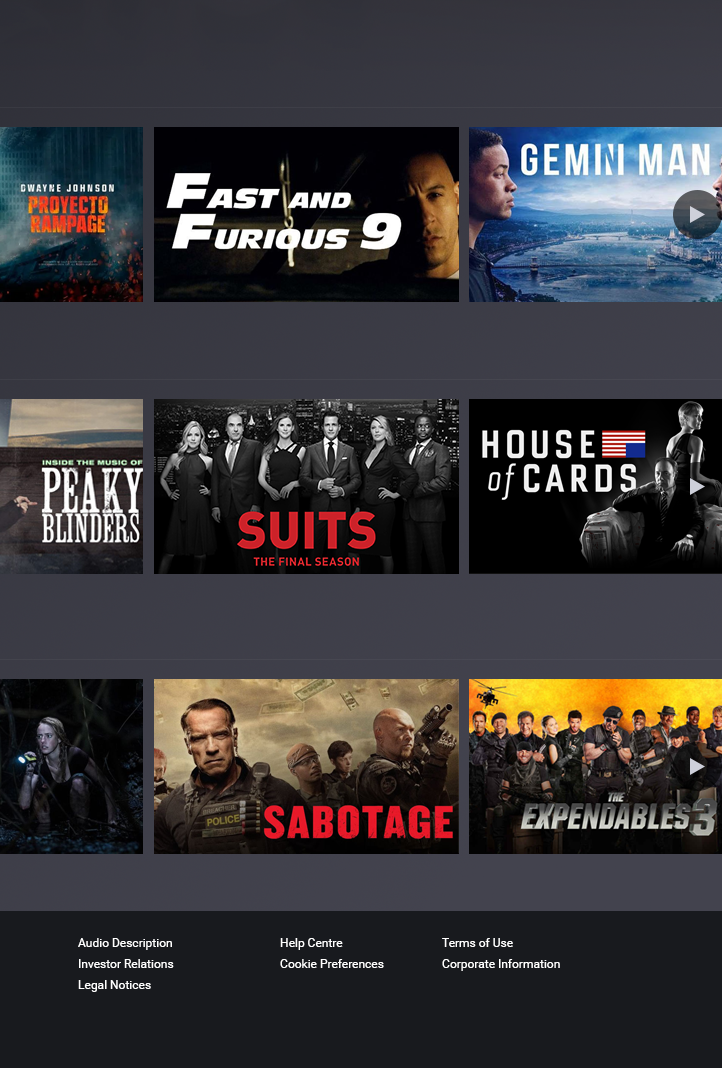 DWAYNE JOHNSON
PROYECTO
RAMPAGE
FAST AND
FURIOUS 9
GEMINI MAN
INSIDE THE MUSIC OF
PEAKY
BLINDERS
SUITS
THE FINAL SEASON
HOUSE
of CARDS
POLICE
SABOTAGE
THE
EXPENDABLES 3
Audio Description
Help Centre
Terms of Use
Investor Relations
Cookie Preferences
Corporate Information
Legal Notices